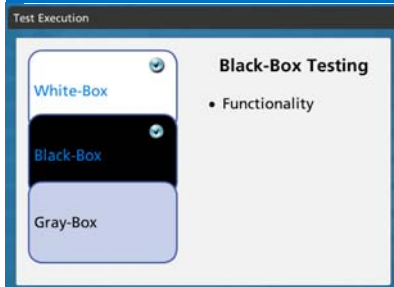 Test Execution
White-Box
Black-Box
Gray-Box
Black-Box Testing
• Functionality